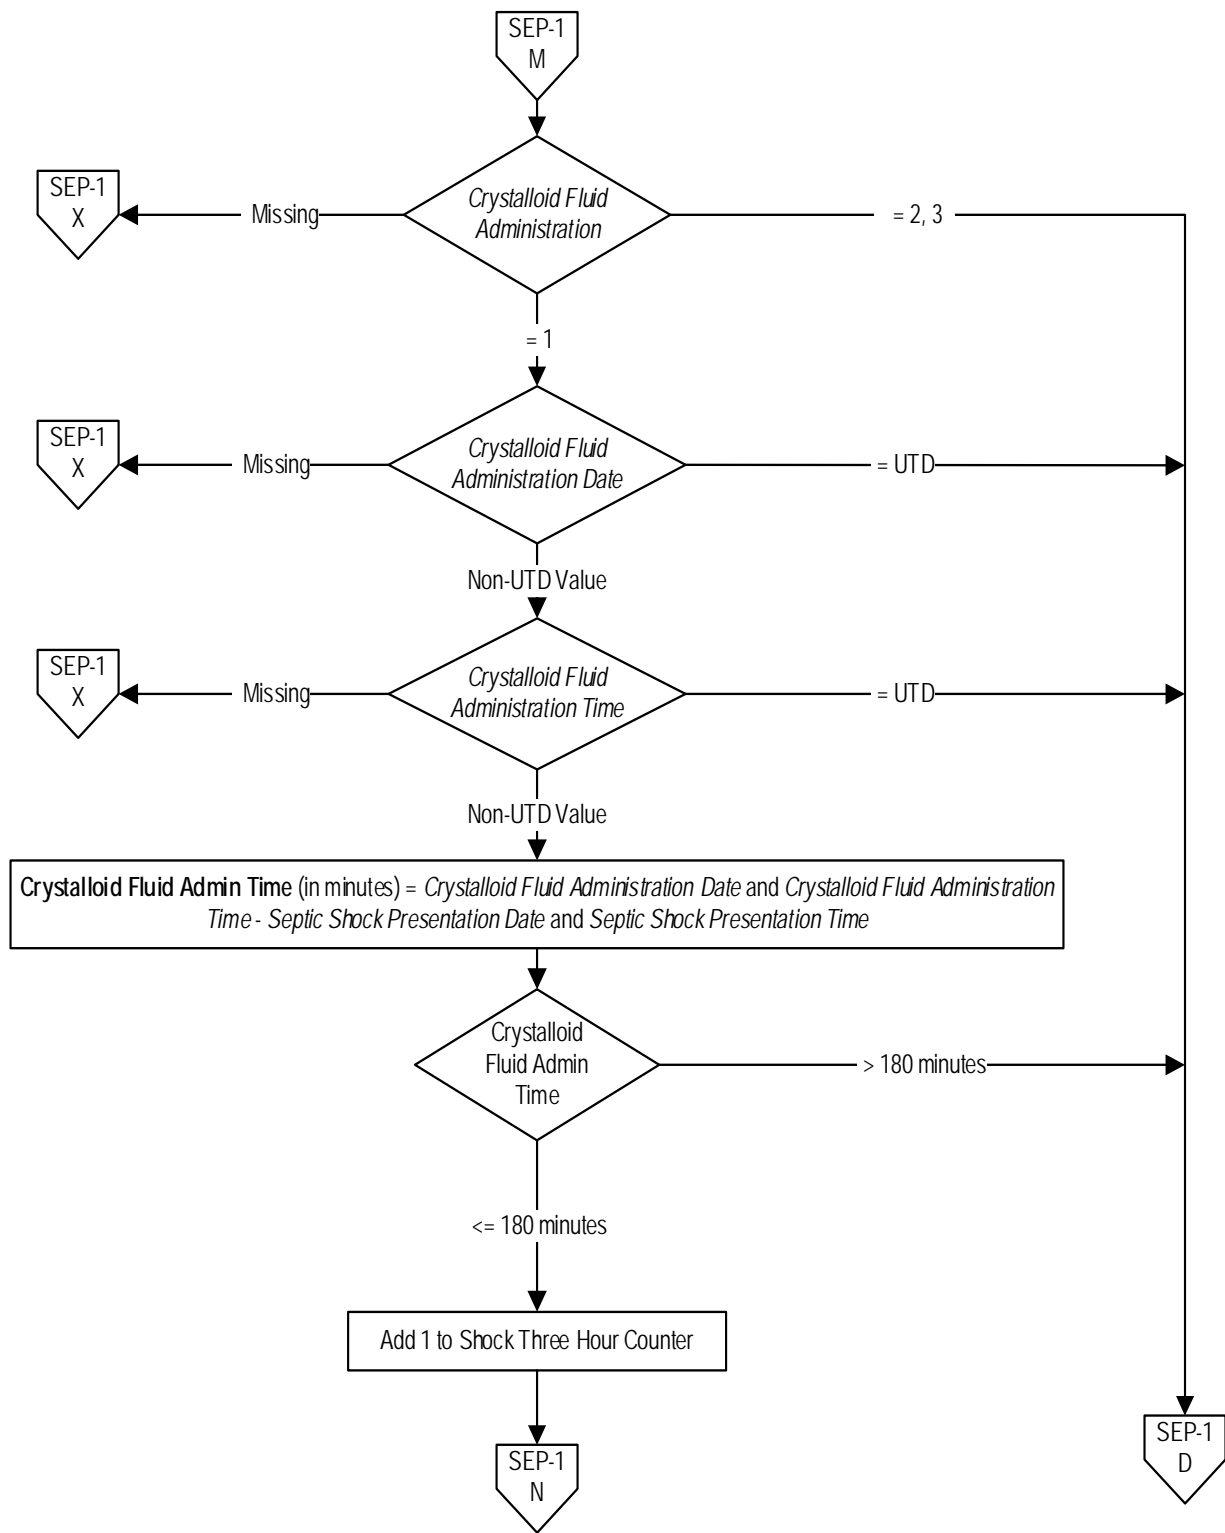 SEP-1
M
SEP-1
X
Missing
Crystalloid Fluid
Administration
= 2, 3
= 1
SEP-1
X
Missing
Crystalloid Fluid
Administration Date
= UTD
Non-UTD Value
SEP-1
X
Missing
Crystalloid Fluid
Administration Time
= UTD
Non-UTD Value
Crystalloid Fluid Admin Time (in minutes) = Crystalloid Fluid Administration Date and Crystalloid Fluid Administration
Time - Septic Shock Presentation Date and Septic Shock Presentation Time
Crystalloid
Fluid Admin
Time
> 180 minutes
<= 180 minutes
Add 1 to Shock Three Hour Counter
SEP-1
N
SEP-1
D